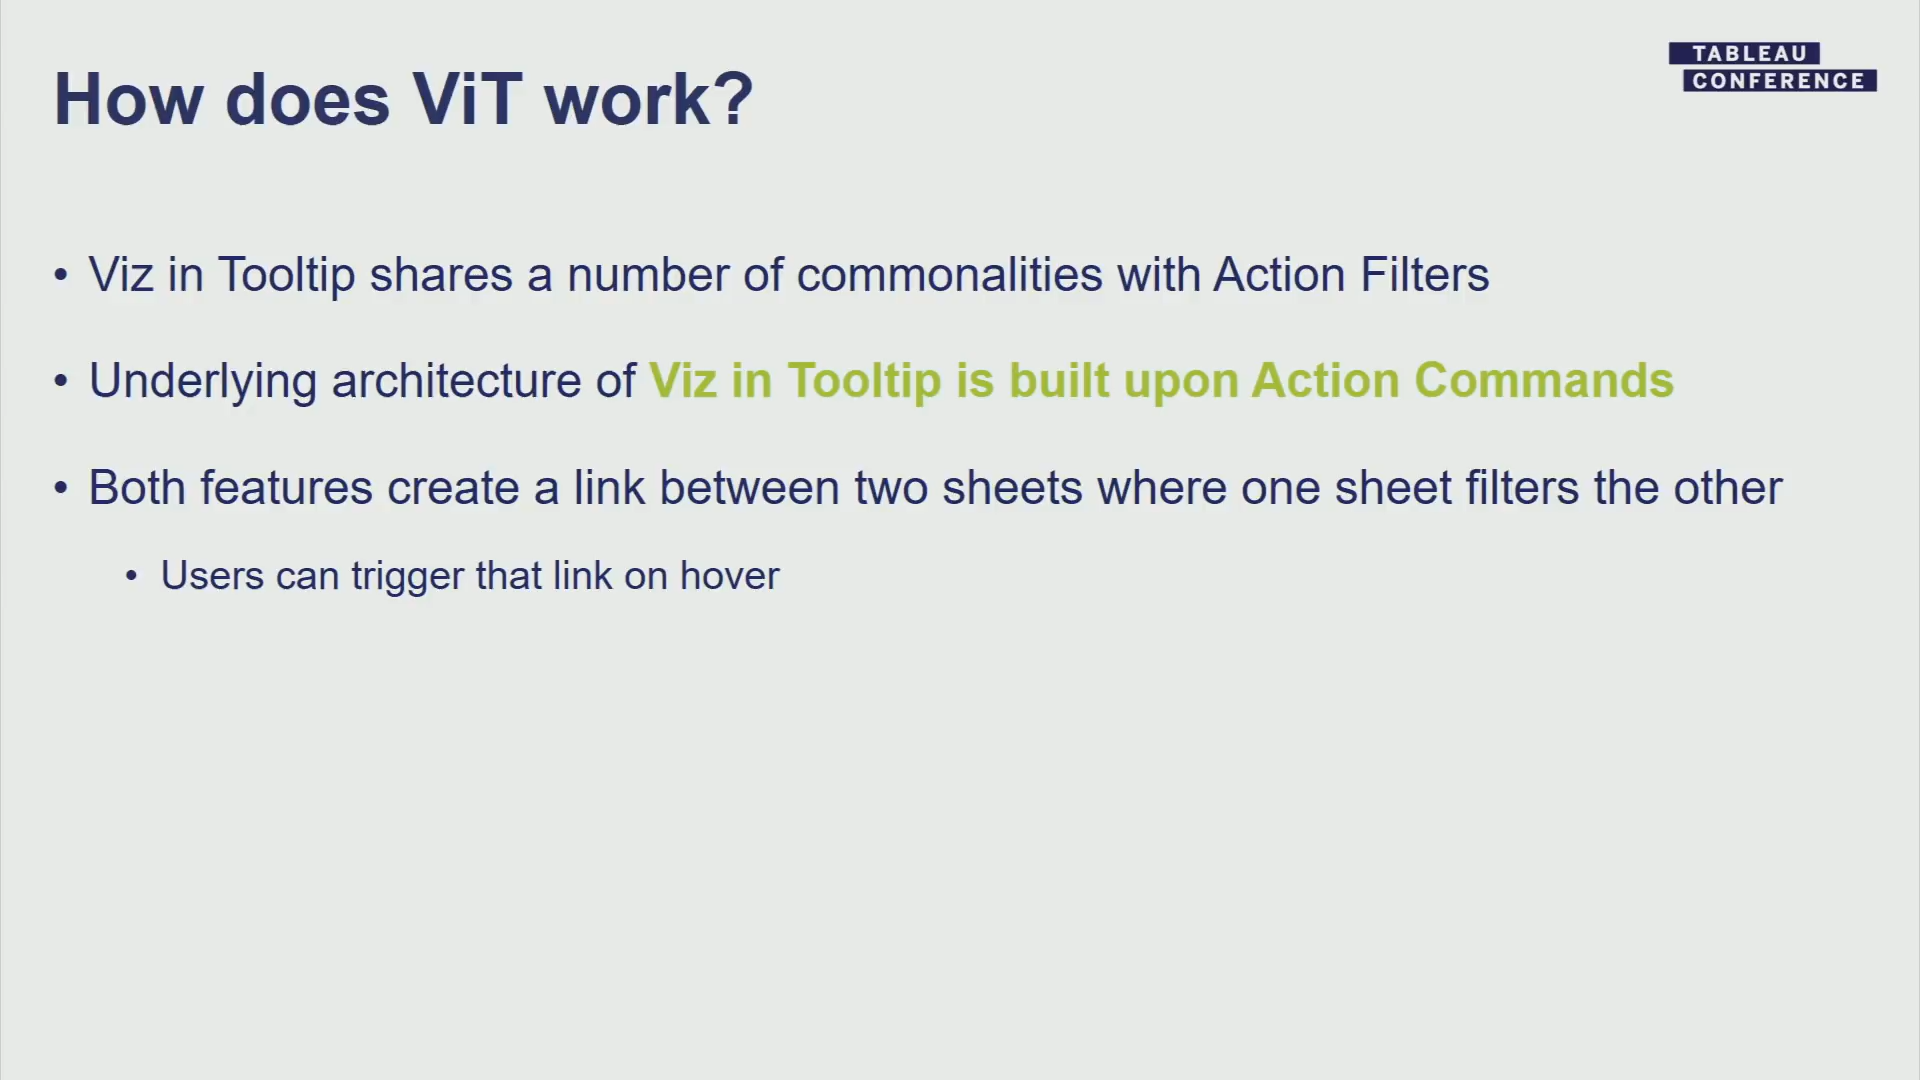 How does ViT work?
TABLEAU
CONFERENCE
• Viz in Tooltip shares a number of commonalities with Action Filters
• Underlying architecture of Viz in Tooltip is built upon Action Commands
• Both features create a link between two sheets where one sheet filters the other
• Users can trigger that link on hover